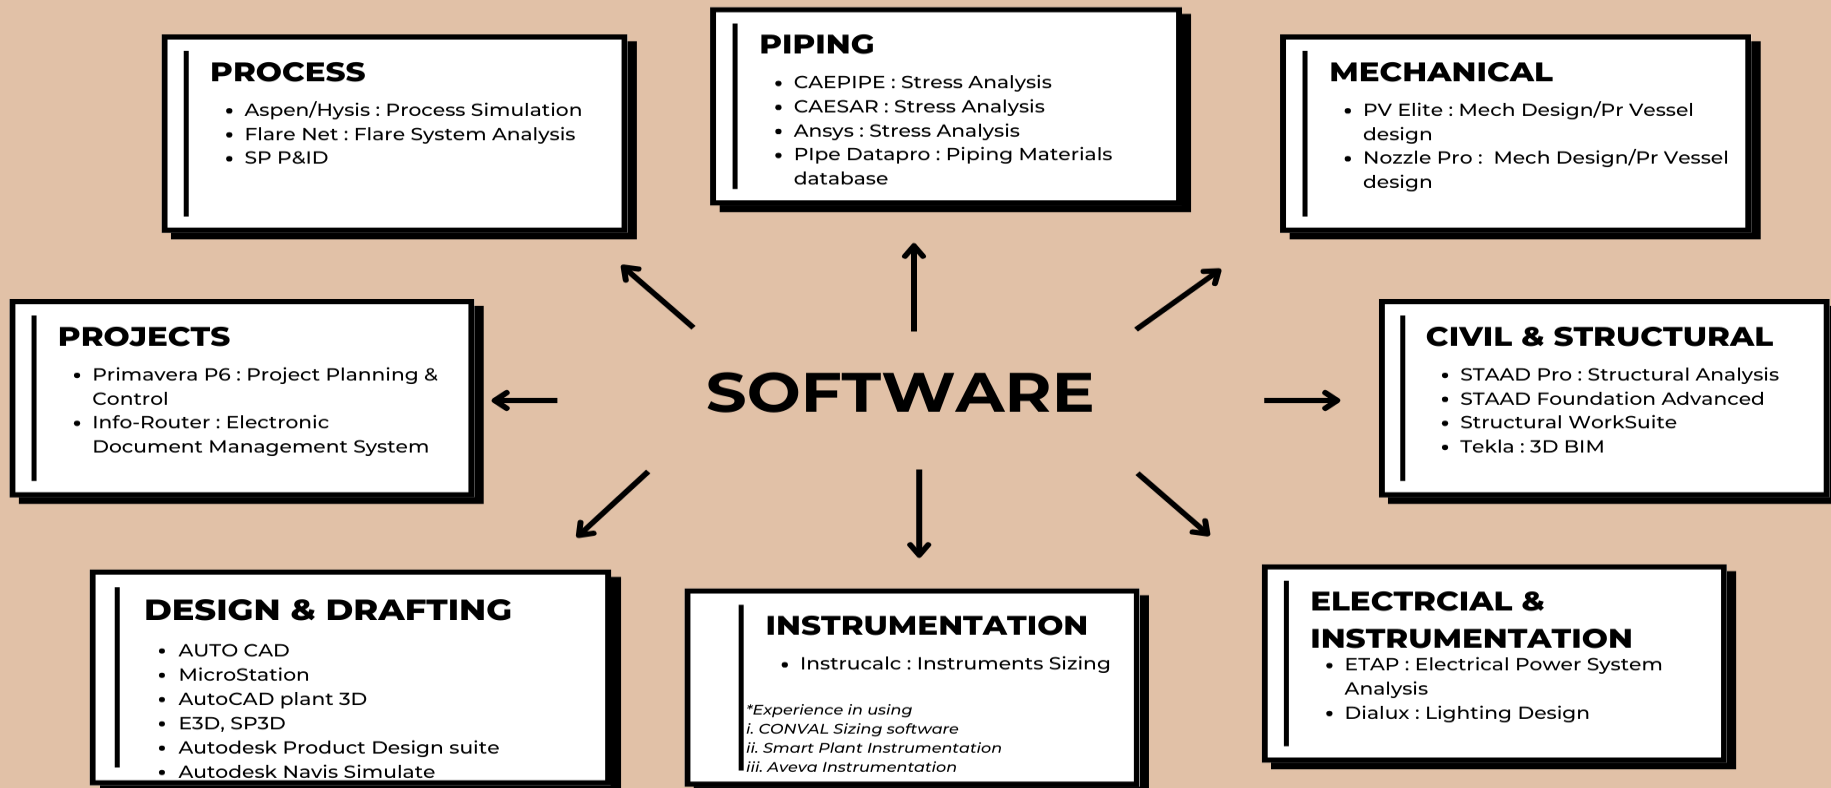 PROCESS
• Aspen/Hysis : Process Simulation
• Flare Net : Flare System Analysis
• SP P&ID
PIPING
• CAEPIPE : Stress Analysis
• CAESAR : Stress Analysis
• Ansys : Stress Analysis
• PIpe Datapro : Piping Materials
database
MECHANICAL
• PV Elite : Mech Design/Pr Vessel
design
• Nozzle Pro : Mech Design/Pr Vessel
design
PROJECTS
• Primavera P6 : Project Planning &
Control
• Info-Router : Electronic
Document Management System
SOFTWARE
CIVIL & STRUCTURAL
• STAAD Pro : Structural Analysis
• STAAD Foundation Advanced
• Structural WorkSuite
• Tekla : 3D BIM
DESIGN & DRAFTING
• AUTO CAD
• MicroStation
• AutoCAD plant 3D
• E3D, SP3D
• Autodesk Product Design suite
• Autodesk Navis Simulate
INSTRUMENTATION
• Instrucalc : Instruments Sizing
*Experience in using
i. CONVAL Sizing software
ii. Smart Plant Instrumentation
iii. Aveva Instrumentation
ELECTRCIAL &
INSTRUMENTATION
• ETAP : Electrical Power System
Analysis
• Dialux : Lighting Design